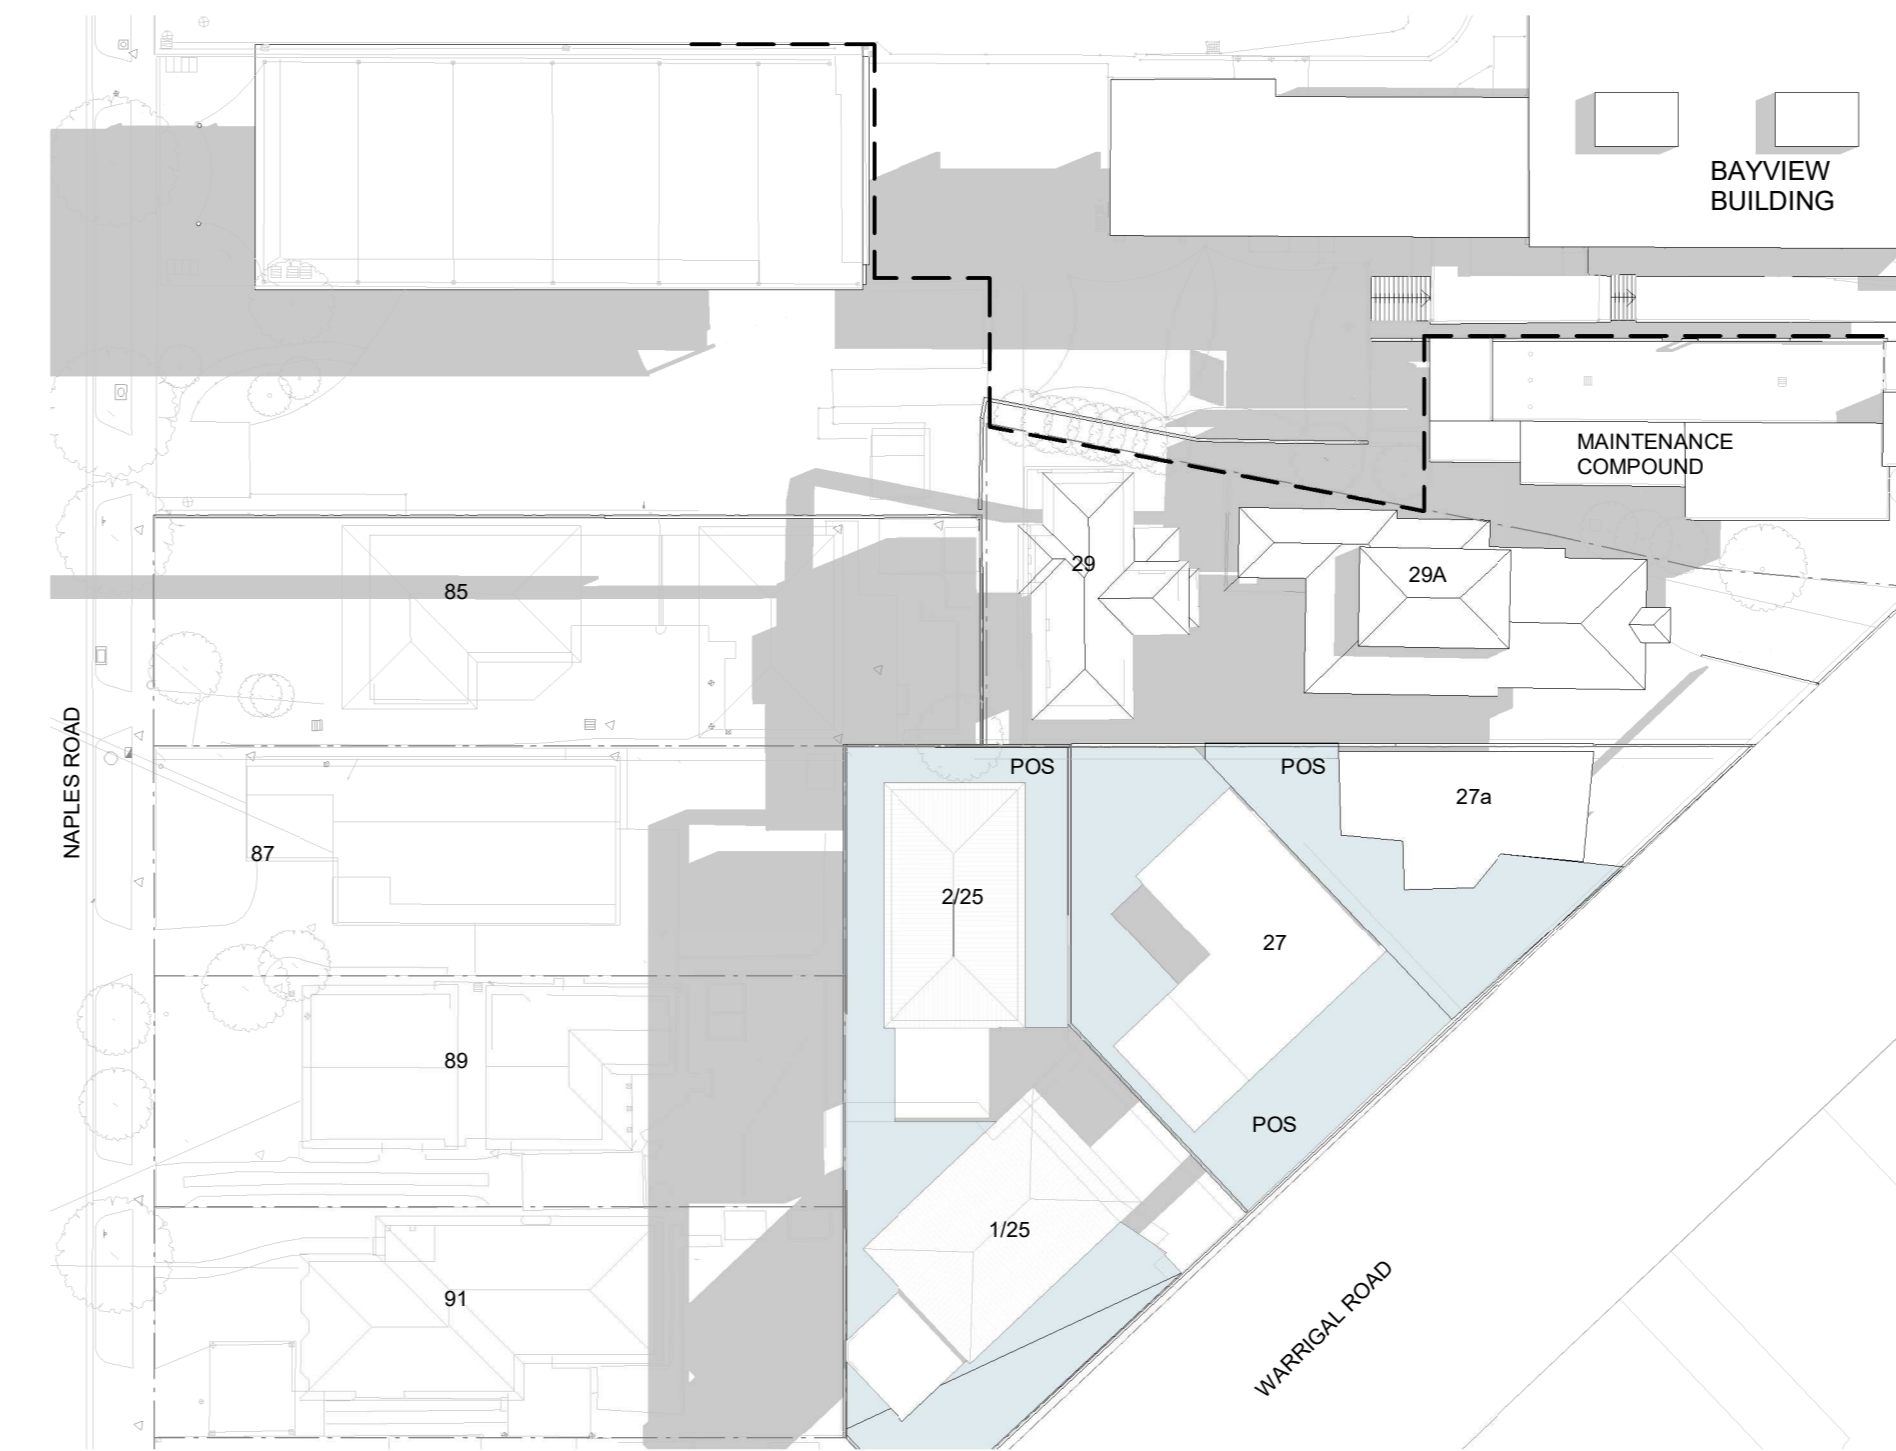 BAYVIEW
BUILDING
MAINTENANCE
COMPOUND
29
29A
85
NAPLES ROAD
POS
POS
27a
87
2/25
27
89
POS
1/25
91
WARRIGAL ROAD